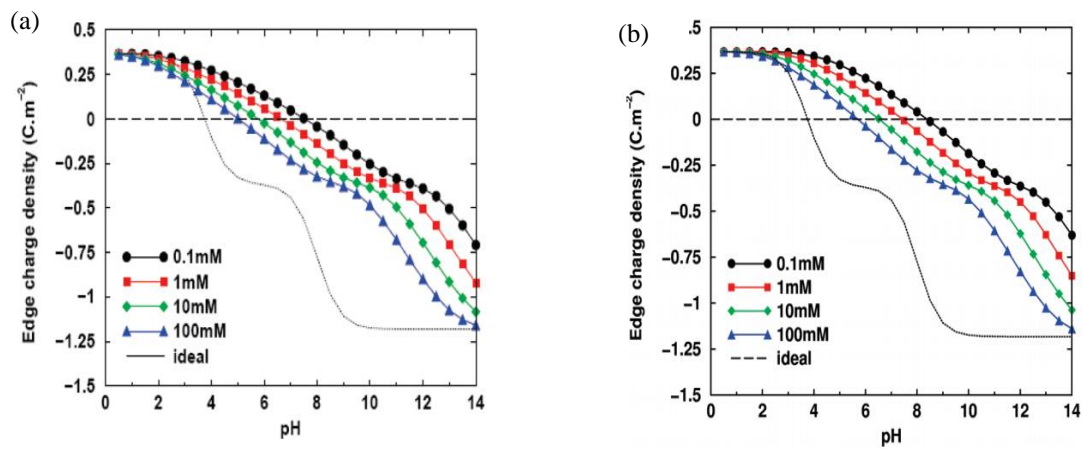 (a)
0.5
0.25
0
−0.25
−0.5
−0.75
−1
−1.25
−1.5
Edge charge density (C.m⁻²)
0.1mM
1mM
10mM
100mM
ideal
0 2 4 6 8 10 12 14
pH
(b)
.5
0.25
0
−0.25
−0.5
−0.75
−1
−1.25
−1.5
Edge charge density (C.m⁻²)
0.1mM
1mM
10mM
100mM
ideal
0 2 4 6 8 10 12 14
pH